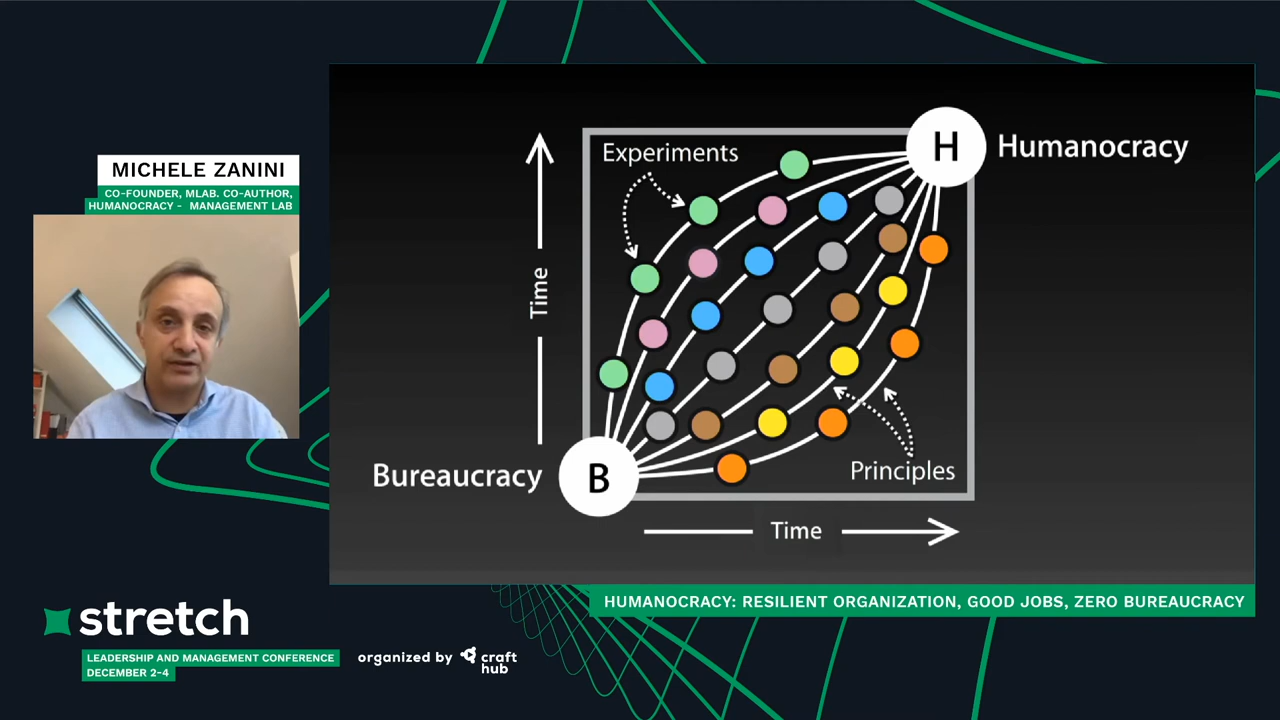 MICHELE ZANINI
CO-FOUNDER, MLAB. CO-AUTHOR,
HUMANOCRACY - MANAGEMENT LAB
Experiments
H
Humanocracy
Time
Bureaucracy
B
Principles
Time
HUMANOCRACY: RESILIENT ORGANIZATION, GOOD JOBS, ZERO BUREAUCRACY
stretch
LEADERSHIP AND MANAGEMENT CONFERENCE
DECEMBER 2-4
organized by
craft
hub